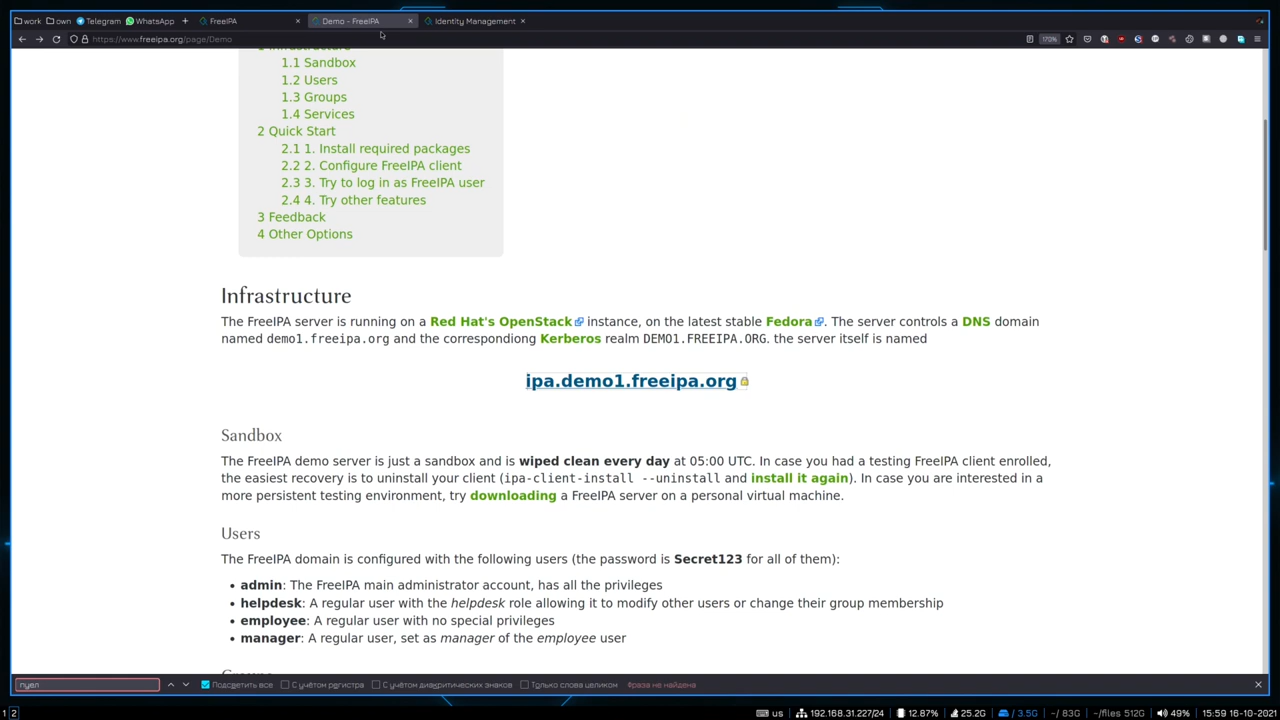 work own Telegram WhatsApp + FreeIPA × Demo - FreeIPA × Identity Management ×
https://www.freeipa.org/page/Demo 170%
1 Infrastructure
1.1 Sandbox
1.2 Users
1.3 Groups
1.4 Services
2 Quick Start
2.1 1. Install required packages
2.2 2. Configure FreeIPA client
2.3 3. Try to log in as FreeIPA user
2.4 4. Try other features
3 Feedback
4 Other Options
Infrastructure
The FreeIPA server is running on a Red Hat's OpenStack instance, on the latest stable Fedora. The server controls a DNS domain
named demo1.freeipa.org and the correspondiong Kerberos realm DEMO1.FREEIPA.ORG. the server itself is named
ipa.demo1.freeipa.org
Sandbox
The FreeIPA demo server is just a sandbox and is wiped clean every day at 05:00 UTC. In case you had a testing FreeIPA client enrolled,
the easiest recovery is to uninstall your client (ipa-client-install --uninstall and install it again). In case you are interested in a
more persistent testing environment, try downloading a FreeIPA server on a personal virtual machine.
Users
The FreeIPA domain is configured with the following users (the password is Secret123 for all of them):
• admin: The FreeIPA main administrator account, has all the privileges
• helpdesk: A regular user with the helpdesk role allowing it to modify other users or change their group membership
• employee: A regular user with no special privileges
• manager: A regular user, set as manager of the employee user
Groups
пуел Подсветить все С учётом регистра С учётом диакритических знаков Только слова целиком Фраза не найдена
1 2 us 192.168.31.227/24 12.87% 25.2G / 3.5G ~/ 83G ~/files 512G 49% 15:59 16-10-2021